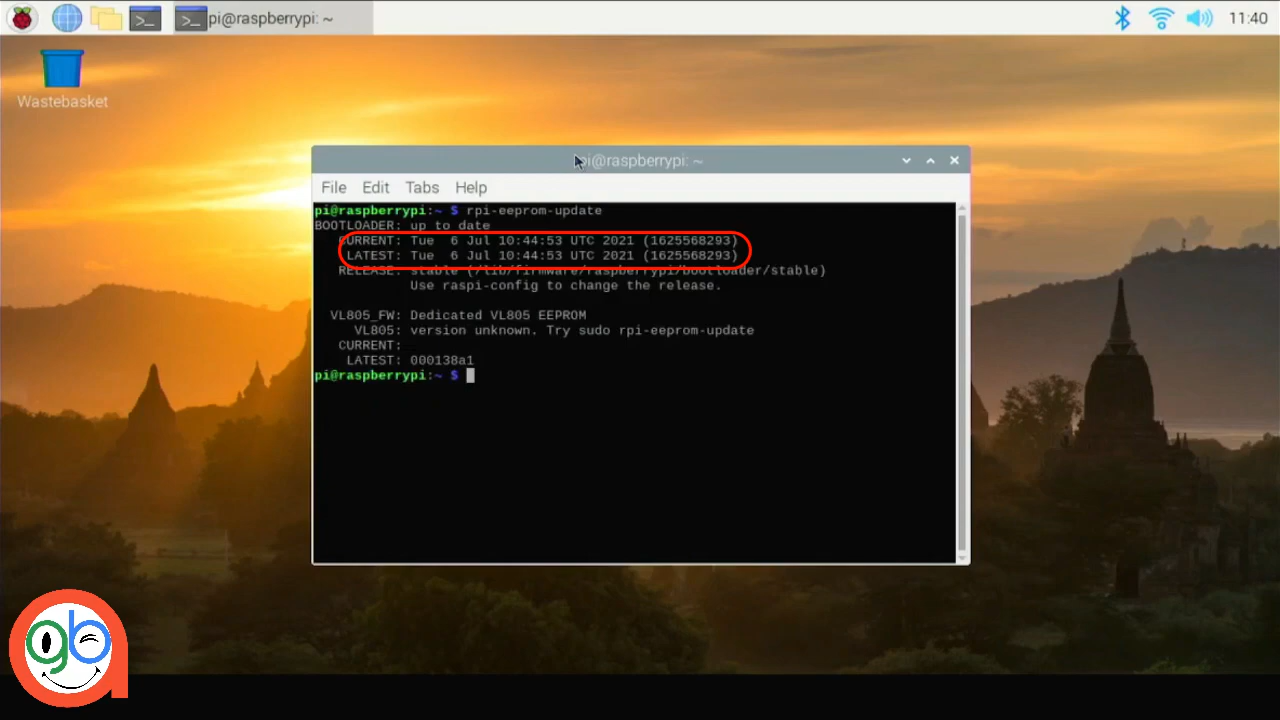 pi@raspberrypi: ~
11:40
Wastebasket
pi@raspberrypi: ~
File Edit Tabs Help
pi@raspberrypi:~ $ rpi-eeprom-update
BOOTLOADER: up to date
CURRENT: Tue  6 Jul 10:44:53 UTC 2021 (1625568293)
LATEST: Tue  6 Jul 10:44:53 UTC 2021 (1625568293)
RELEASE: stable (/lib/firmware/raspberrypi/bootloader/stable)
Use raspi-config to change the release.
VL805_FW: Dedicated VL805 EEPROM
VL805: version unknown. Try sudo rpi-eeprom-update
CURRENT:
LATEST: 000138a1
pi@raspberrypi:~ $
gb